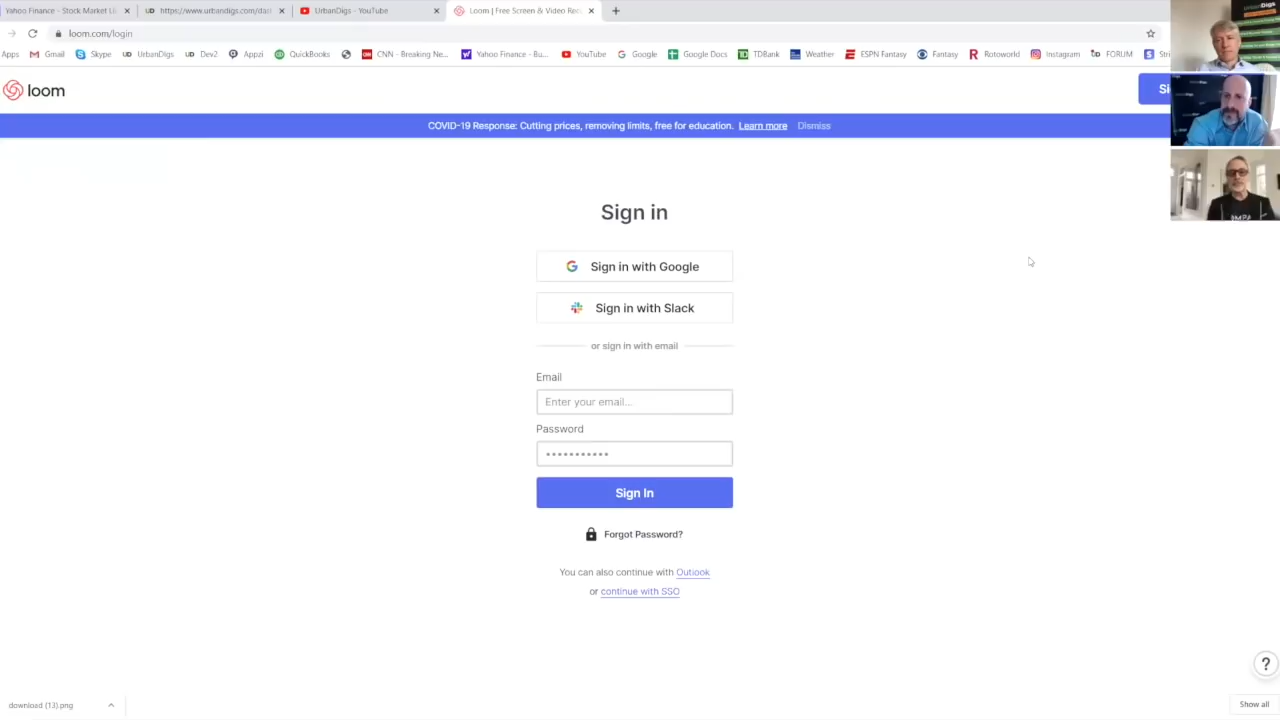 Yahoo Finance - Stock Market Li
https://www.urbandigs.com/das
UrbanDigs - YouTube
Loom | Free Screen & Video Rec
loom.com/login
Apps Gmail Skype UrbanDigs Dev2 Appzi QuickBooks CNN - Breaking Ne... Yahoo Finance - Bu... YouTube Google Google Docs TDBank Weather ESPN Fantasy Fantasy Rotoworld Instagram FORUM Stri
loom
COVID-19 Response: Cutting prices, removing limits, free for education. Learn more Dismiss
Sign in
Sign in with Google
Sign in with Slack
or sign in with email
Email
Enter your email...
Password
Sign In
Forgot Password?
You can also continue with Outlook
or continue with SSO
?
download (13).png
Show all